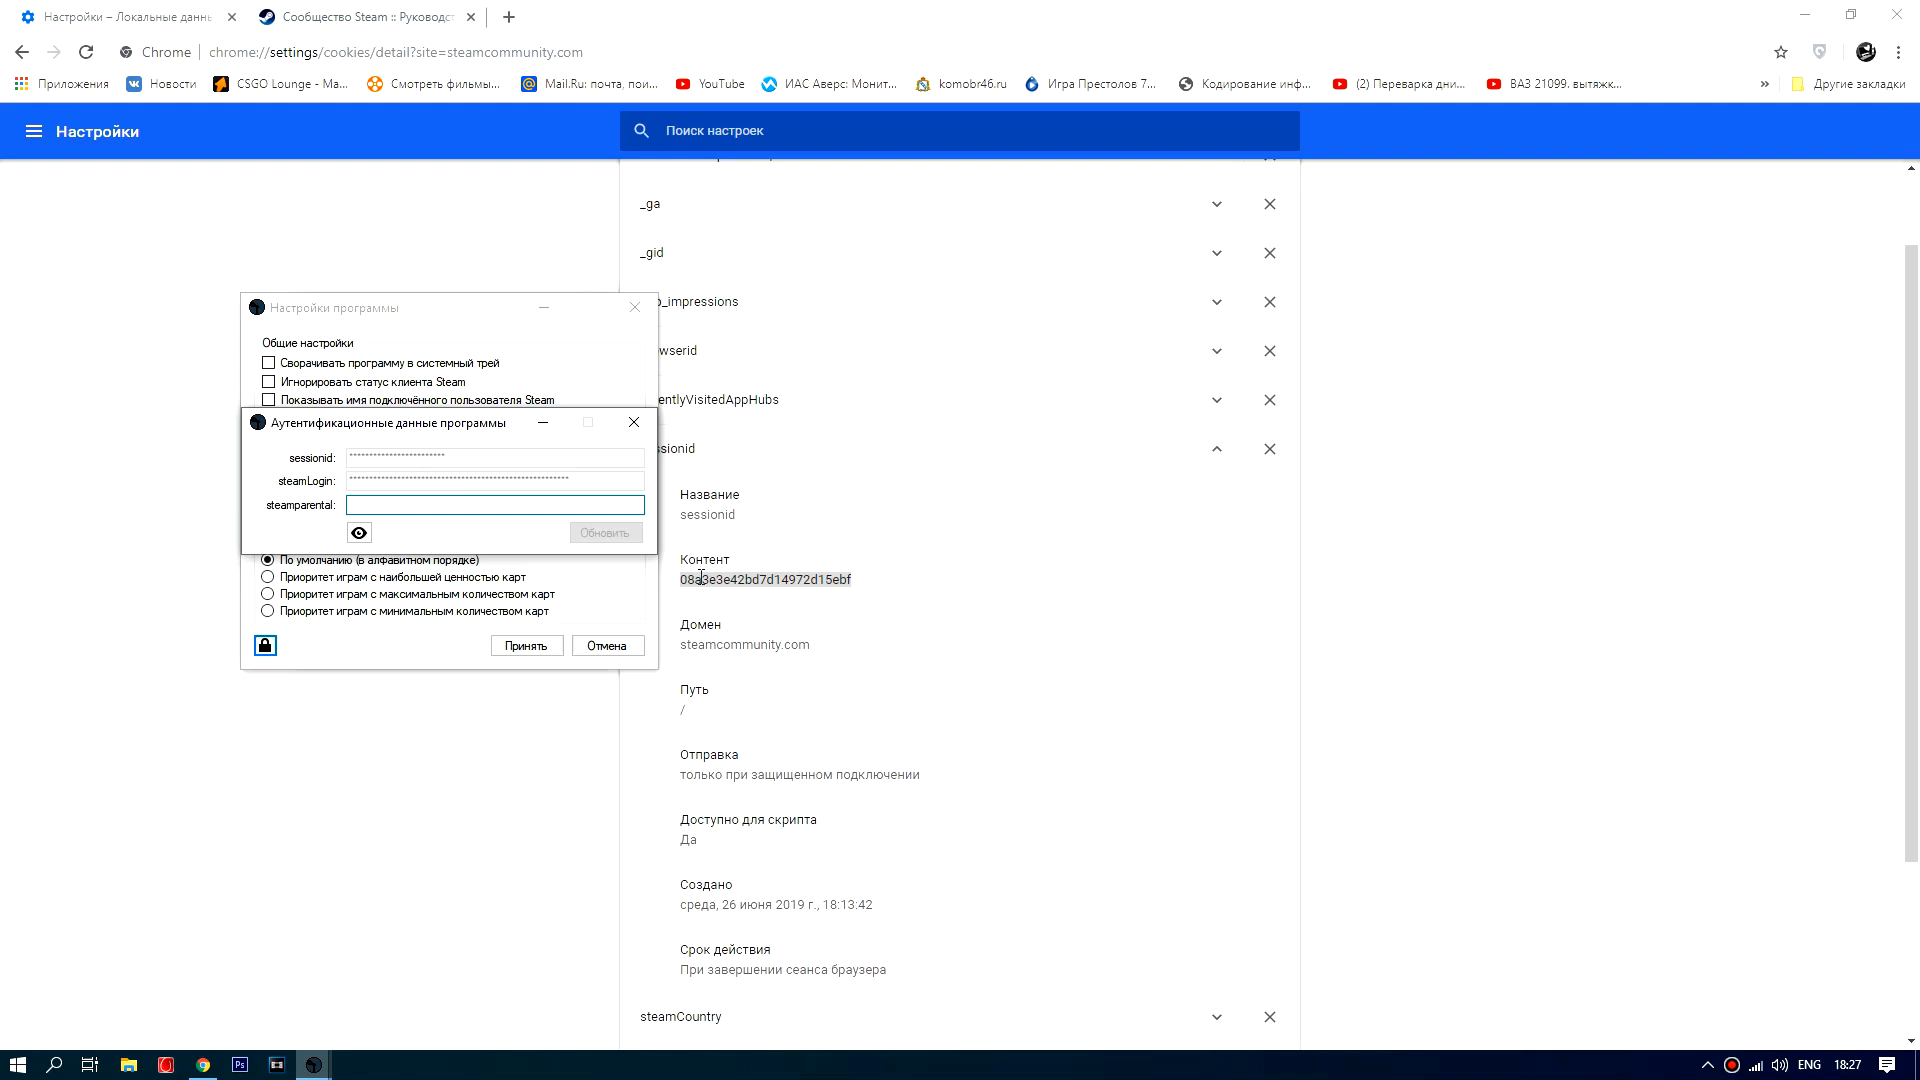 Настройки – Локальные даннь
Сообщество Steam :: Руководст
Chrome
chrome://settings/cookies/detail?site=steamcommunity.com
Приложения
Новости
CSGO Lounge - Ma...
Смотреть фильмы...
Mail.Ru: почта, пои...
YouTube
ИАС Аверс: Монит...
komobr46.ru
Игра Престолов 7...
Кодирование инф...
(2) Переварка дни...
ВАЗ 21099. вытяжк...
»
Другие закладки
Настройки
Поиск настроек
_ga
_gid
p_impressions
wserid
entlyVisitedAppHubs
ssionid
Название
sessionid
Контент
08a3e3e42bd7d14972d15ebf
Домен
steamcommunity.com
Путь
/
Отправка
только при защищенном подключении
Доступно для скрипта
Да
Создано
среда, 26 июня 2019 г., 18:13:42
Срок действия
При завершении сеанса браузера
steamCountry
Настройки программы
Общие настройки
Сворачивать программу в системный трей
Игнорировать статус клиента Steam
Показывать имя подключённого пользователя Steam
Аутентификационные данные программы
sessionid:
steamLogin:
steamparental:
Обновить
По умолчанию (в алфавитном порядке)
Приоритет играм с наибольшей ценностью карт
Приоритет играм с максимальным количеством карт
Приоритет играм с минимальным количеством карт
Принять
Отмена
Ps
ENG
18:27